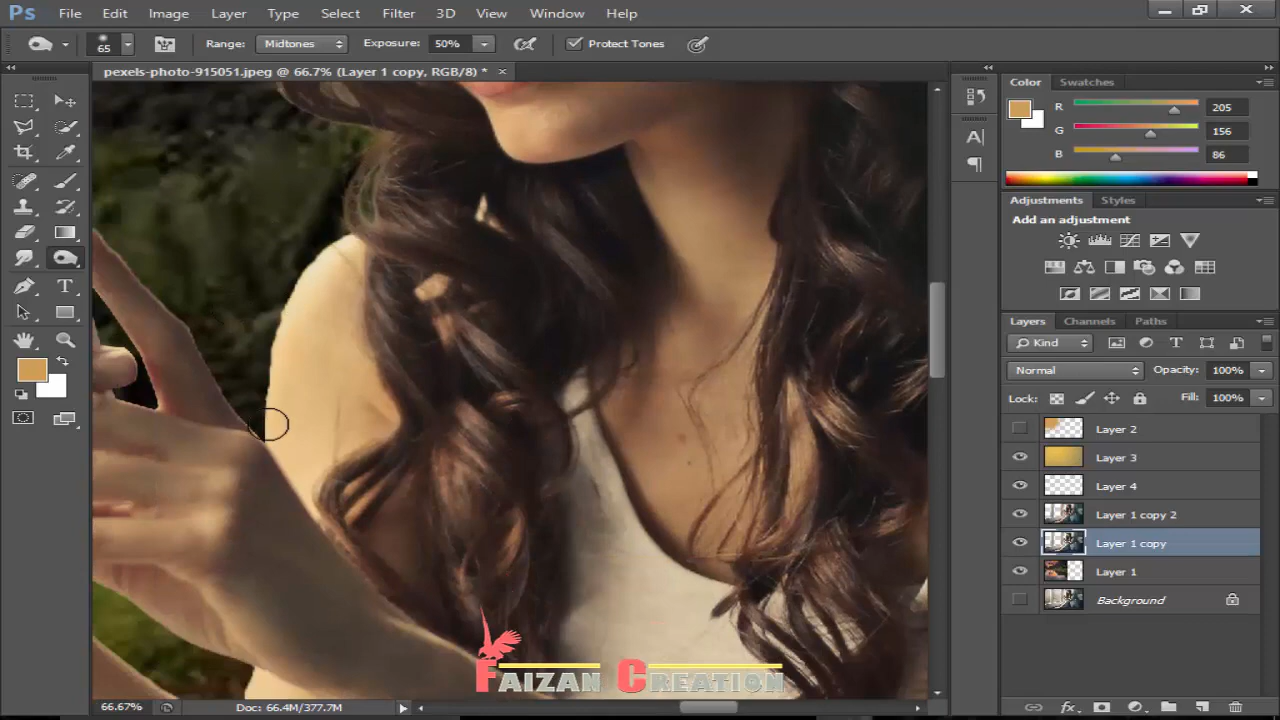 Ps File Edit Image Layer Type Select Filter 3D View Window Help
65 Range: Midtones Exposure: 50% Protect Tones
pexels-photo-915051.jpeg @ 66.7% (Layer 1 copy, RGB/8) *
Color Swatches
R 205
G 156
B 86
Adjustments Styles
Add an adjustment
Layers Channels Paths
Kind
Normal Opacity: 100%
Lock: Fill: 100%
Layer 2
Layer 3
Layer 4
Layer 1 copy 2
Layer 1 copy
Layer 1
Background
FAIZAN CREATION
66.67% Doc: 66.4M/377.7M
fx